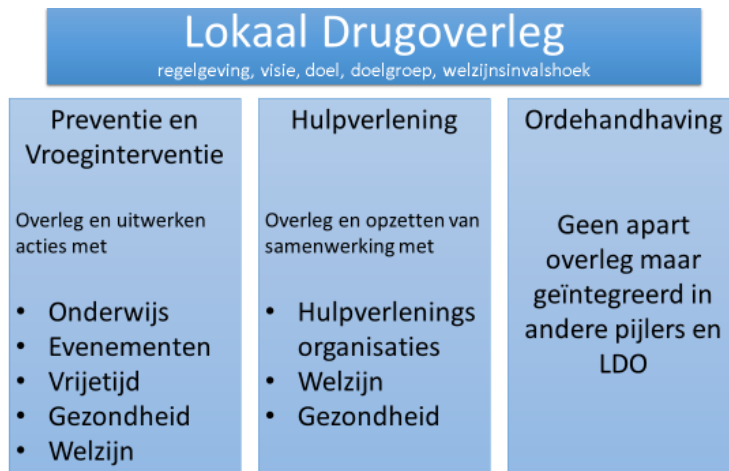 Lokaal Drugoverleg
regelgeving, visie, doel, doelgroep, welzijnsinvalshoek
Preventie en
Vroeginterventie
Overleg en uitwerken
acties met
• Onderwijs
• Evenementen
• Vrijetijd
• Gezondheid
• Welzijn
Hulpverlening
Overleg en opzetten van
samenwerking met
• Hulpverlenings
organisaties
• Welzijn
• Gezondheid
Ordehandhaving
Geen apart
overleg maar
geïntegreerd in
andere pijlers en
LDO